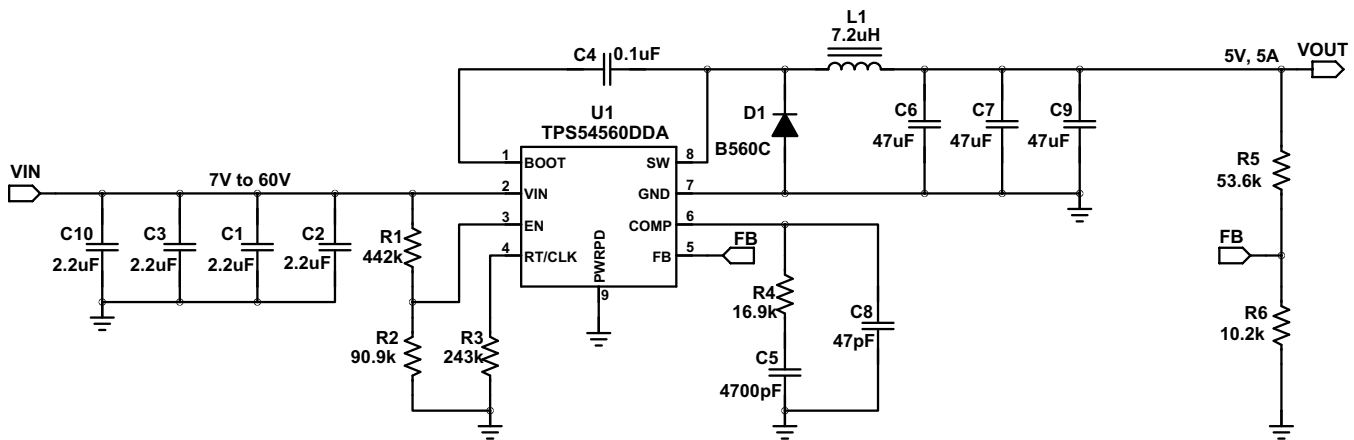 L1
7.2uH
C4
0.1uF
5V, 5A
VOUT
U1
TPS54560DDA
D1
B560C
C6
47uF
C7
47uF
C9
47uF
1
BOOT
SW
8
VIN
7V to 60V
2
VIN
GND
7
3
EN
COMP
6
4
RT/CLK
FB
5
PWRPD
9
FB
R5
53.6k
FB
C10
2.2uF
C3
2.2uF
C1
2.2uF
C2
2.2uF
R1
442k
R4
16.9k
C8
47pF
R6
10.2k
R2
90.9k
R3
243k
C5
4700pF